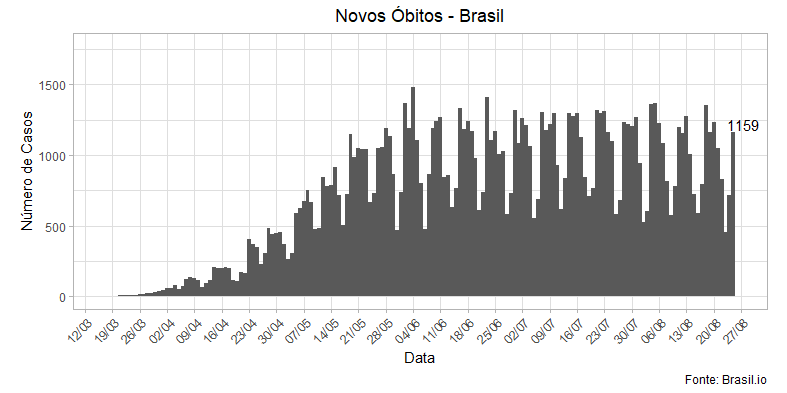 Novos Óbitos - Brasil
Número de Casos
1500
1000
500
0
1159
12/03 19/03 26/03 02/04 09/04 16/04 23/04 30/04 07/05 14/05 21/05 28/05 04/06 11/06 18/06 25/06 02/07 09/07 16/07 23/07 30/07 06/08 13/08 20/08 27/08
Data
Fonte: Brasil.io